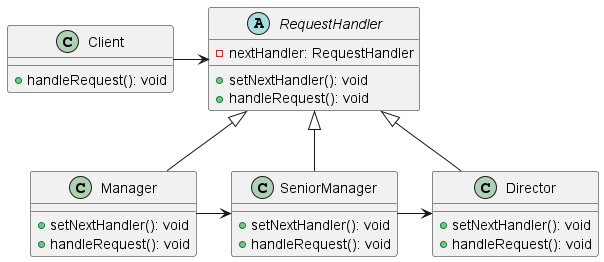 C Client
handleRequest(): void
A RequestHandler
nextHandler: RequestHandler
setNextHandler(): void
handleRequest(): void
C Manager
setNextHandler(): void
handleRequest(): void
C SeniorManager
setNextHandler(): void
handleRequest(): void
C Director
setNextHandler(): void
handleRequest(): void